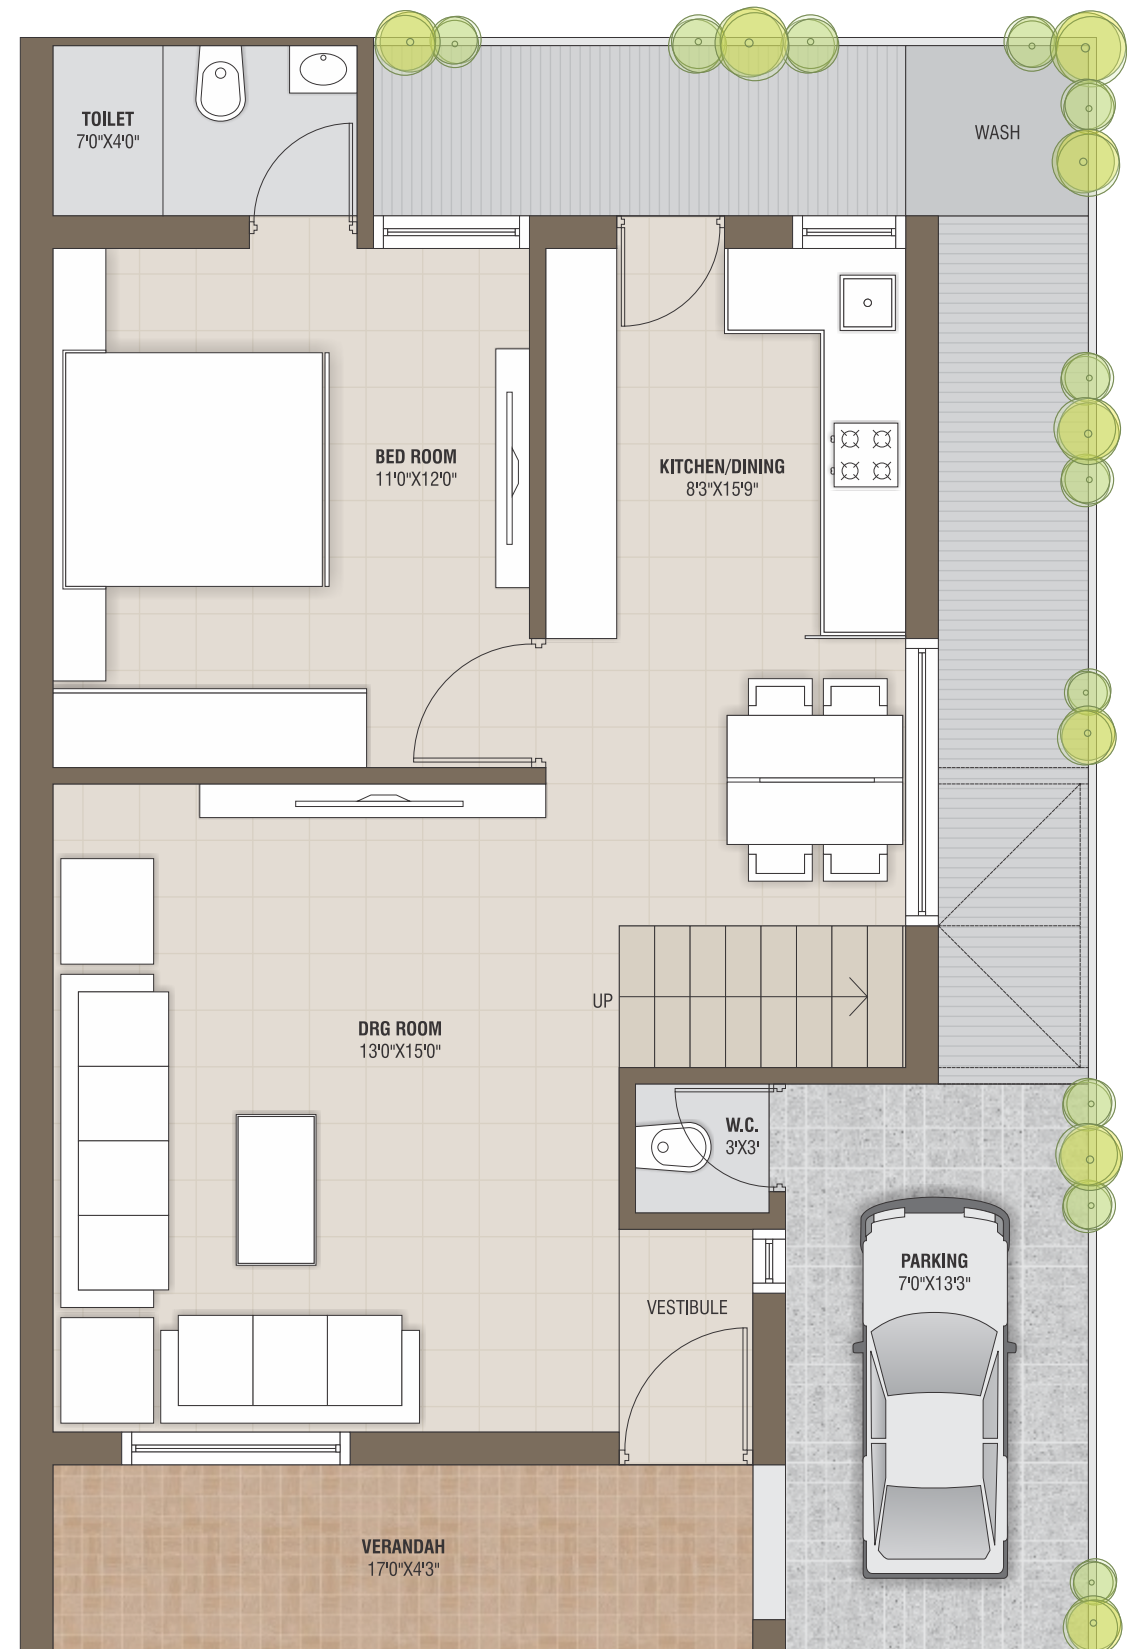 TOILET
7'0"X4'0"
WASH
BED ROOM
11'0"X12'0"
KITCHEN/DINING
8'3"X15'9"
UP
DRG ROOM
13'0"X15'0"
W.C.
3'X3'
PARKING
7'0"X13'3"
VESTIBULE
VERANDAH
17'0"X4'3"